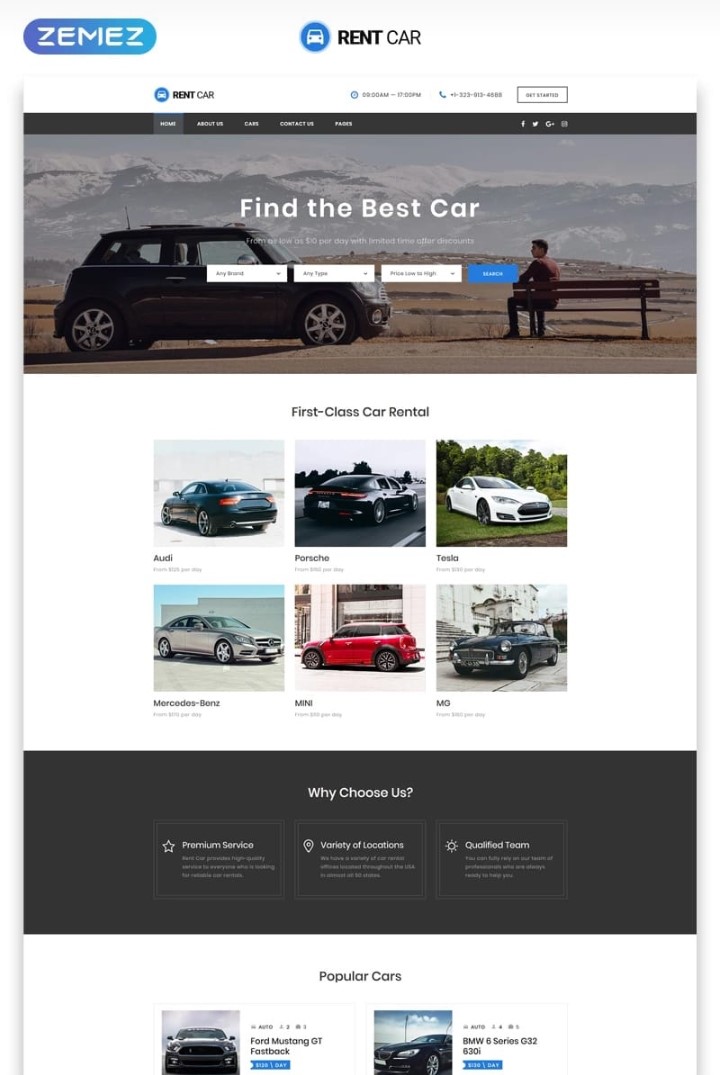 ZEMEZ
RENT CAR
RENT CAR
09:00AM — 17:00PM
+1-323-913-4688
GET STARTED
HOME
ABOUT US
CARS
CONTACT US
PAGES
Find the Best Car
From as low as $10 per day with limited time offer discounts
Any Brand
Any Type
Price Low to High
SEARCH
First-Class Car Rental
Audi
Porsche
Tesla
From per day
From per day
From per day
Mercedes-Benz
MINI
MG
From per day
From per day
From per day
Why Choose Us?
Premium Service
Rent Car provides high-quality
service to everyone who is looking
for reliable car rentals.
Variety of Locations
We have a variety of car rental
offices located throughout the USA
in almost all 50 states.
Qualified Team
You can fully rely on our team of
professionals who are always
ready to help you.
Popular Cars
AUTO 2 3
Ford Mustang GT
Fastback
$120 \ DAY
AUTO 4 5
BMW 6 Series G32
630i
$120 \ DAY